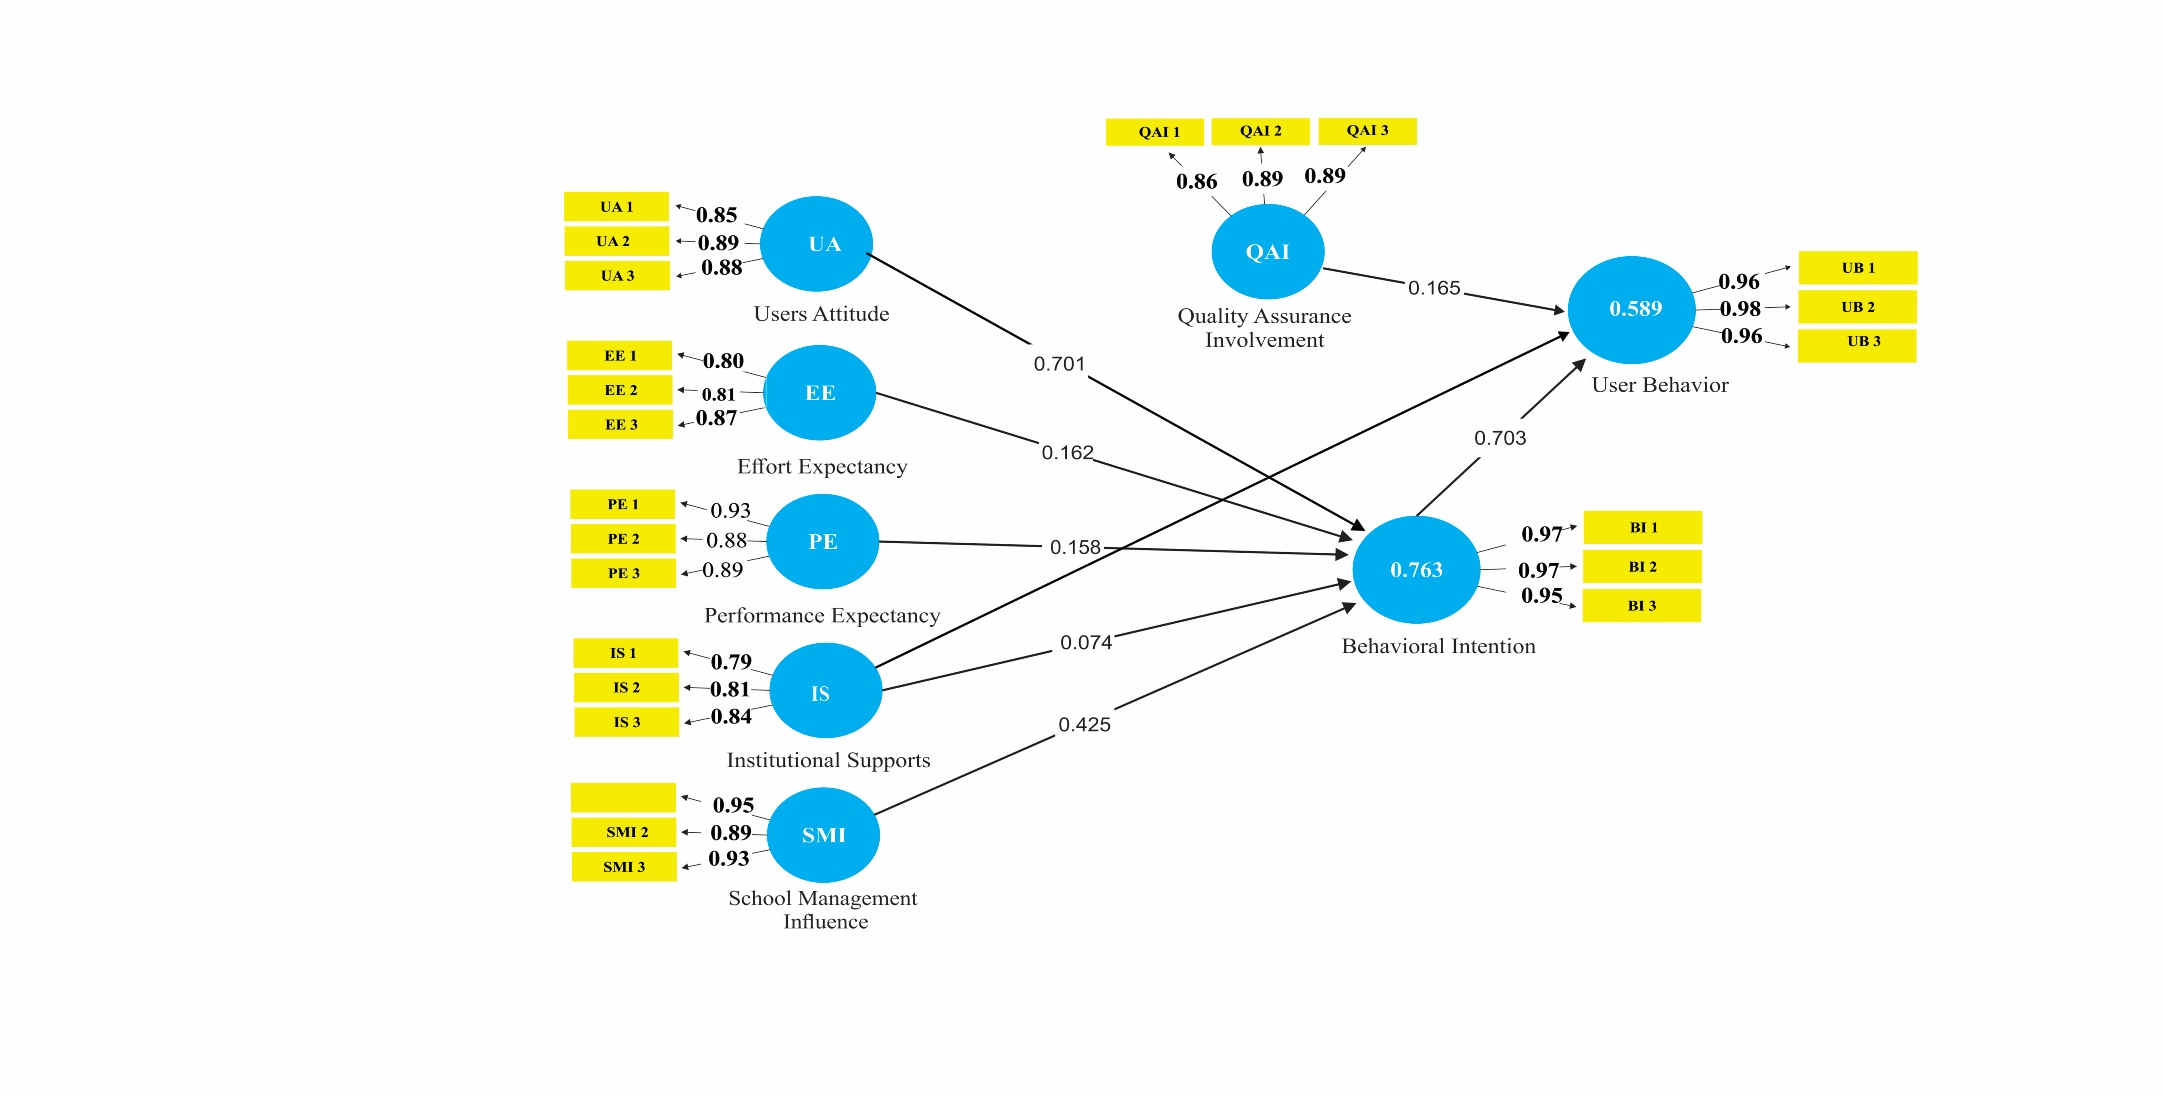 QAI 1
QAI 2
QAI 3
0.86
0.89
0.89
QAI
Quality Assurance
Involvement
UA 1
UA 2
UA 3
0.85
0.89
0.88
UA
Users Attitude
0.165
0.589
User Behavior
0.96
0.98
0.96
UB 1
UB 2
UB 3
EE 1
EE 2
EE 3
0.80
0.81
0.87
EE
Effort Expectancy
0.701
0.162
0.703
PE 1
PE 2
PE 3
0.93
0.88
0.89
PE
Performance Expectancy
0.158
0.763
Behavioral Intention
0.97
0.97
0.95
BI 1
BI 2
BI 3
IS 1
IS 2
IS 3
0.79
0.81
0.84
IS
Institutional Supports
0.074
0.425
0.95
0.89
0.93
SMI 2
SMI 3
SMI
School Management
Influence